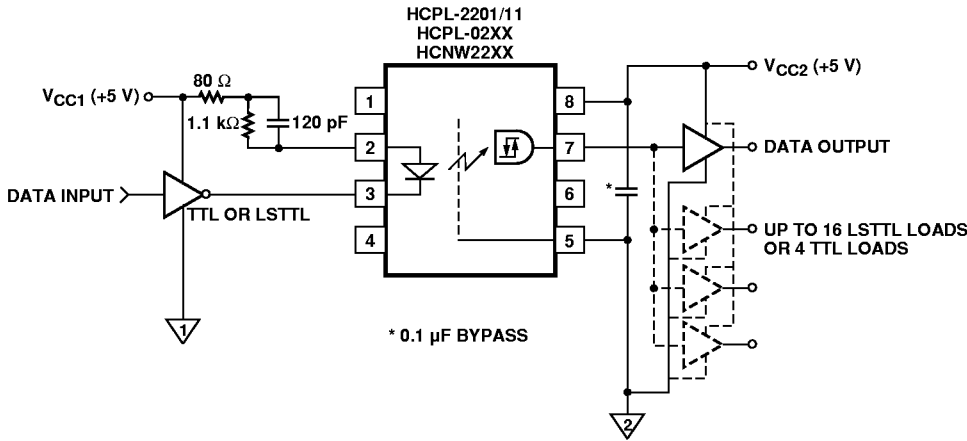 HCPL-2201/11
HCPL-02XX
HCNW22XX
80 Ω
VCC1 (+5 V)
1.1 kΩ
120 pF
1
2
3
4
8
7
6
5
VCC2 (+5 V)
DATA OUTPUT
*
DATA INPUT
TTL OR LSTTL
UP TO 16 LSTTL LOADS
OR 4 TTL LOADS
1
* 0.1 µF BYPASS
2